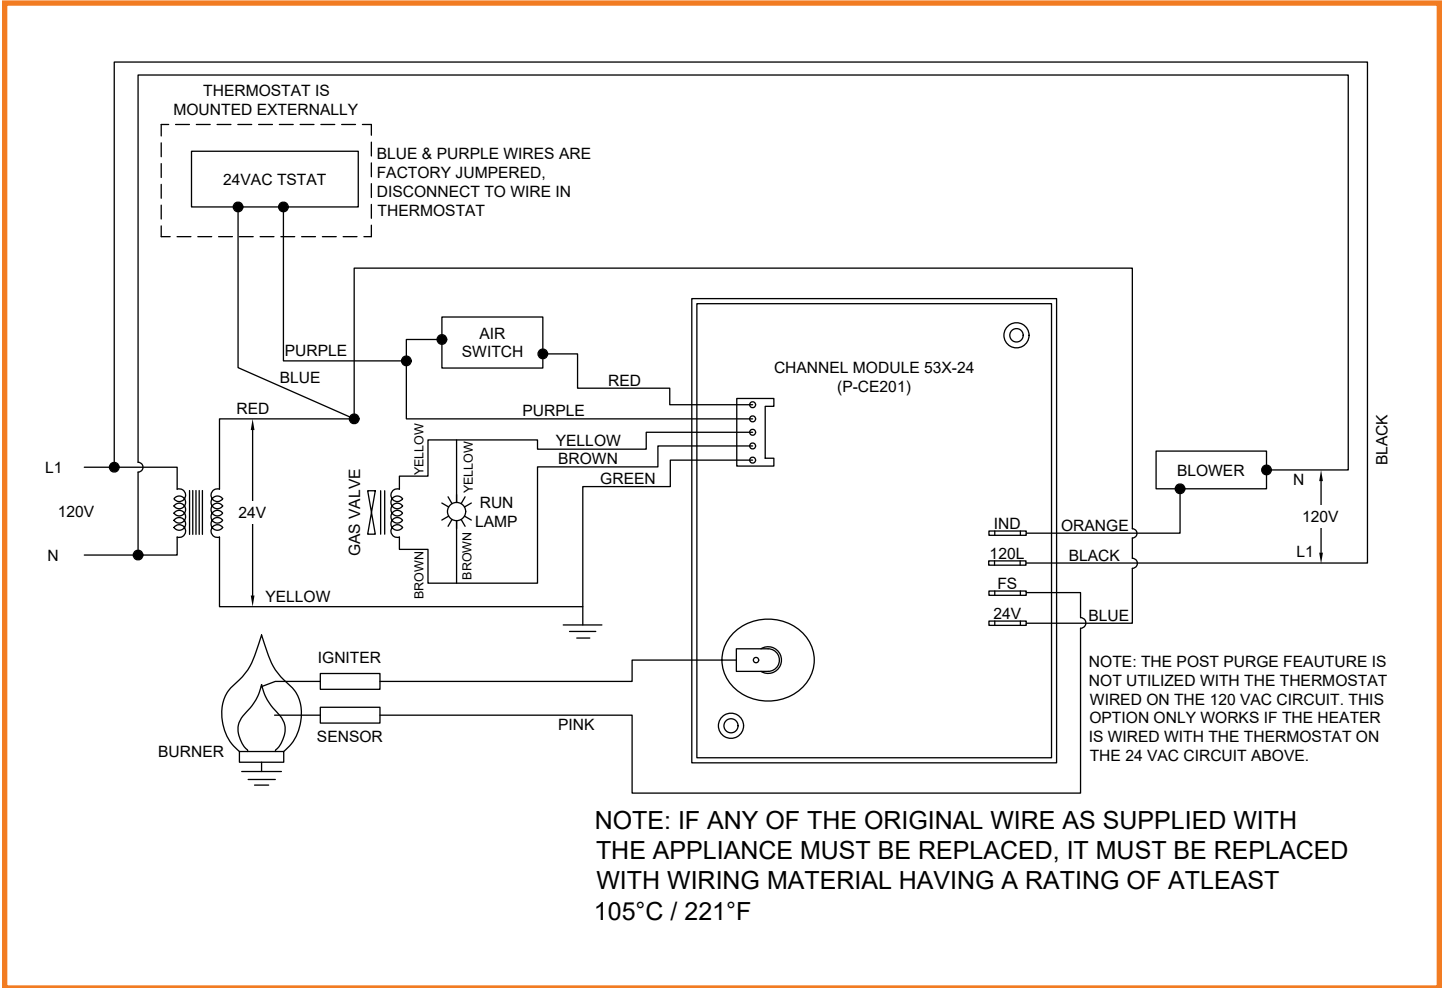 THERMOSTAT IS
MOUNTED EXTERNALLY
24VAC TSTAT
BLUE & PURPLE WIRES ARE
FACTORY JUMPERED,
DISCONNECT TO WIRE IN
THERMOSTAT
PURPLE
BLUE
RED
AIR
SWITCH
RED
PURPLE
YELLOW
BROWN
GREEN
CHANNEL MODULE 53X-24
(P-CE201)
L1
120V
N
24V
YELLOW
GAS VALVE
YELLOW
YELLOW
RUN
LAMP
BROWN
BROWN
BLACK
BLOWER
N
120V
L1
IND
ORANGE
120L
BLACK
FS
24V
BLUE
IGNITER
SENSOR
BURNER
PINK
NOTE: THE POST PURGE FEAUTURE IS
NOT UTILIZED WITH THE THERMOSTAT
WIRED ON THE 120 VAC CIRCUIT. THIS
OPTION ONLY WORKS IF THE HEATER
IS WIRED WITH THE THERMOSTAT ON
THE 24 VAC CIRCUIT ABOVE.
NOTE: IF ANY OF THE ORIGINAL WIRE AS SUPPLIED WITH
THE APPLIANCE MUST BE REPLACED, IT MUST BE REPLACED
WITH WIRING MATERIAL HAVING A RATING OF ATLEAST
105°C / 221°F